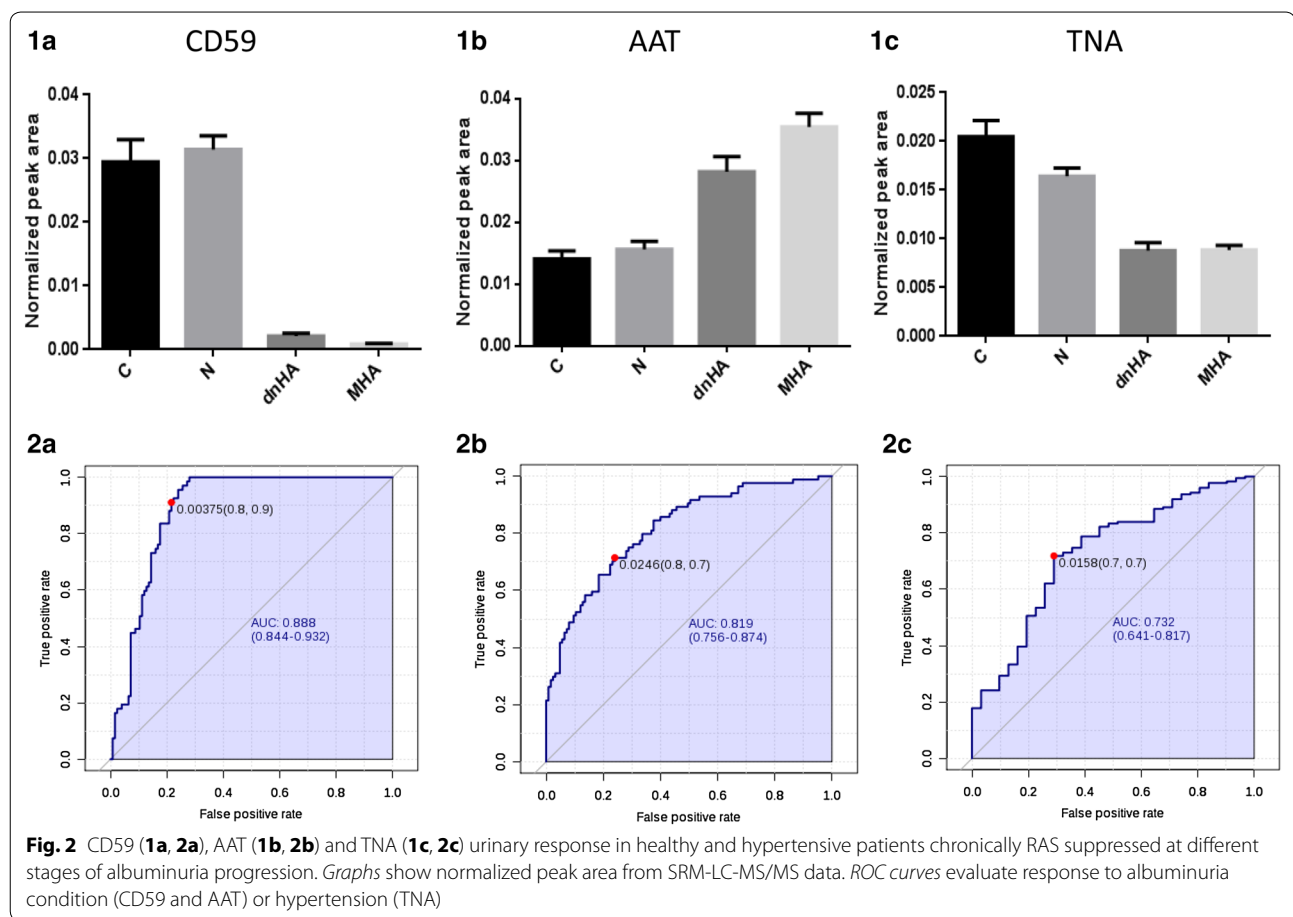 1a CD59
Normalized peak area
0.04
0.03
0.02
0.01
0.00
C N dnHA MHA
1b AAT
Normalized peak area
0.04
0.03
0.02
0.01
0.00
C N dnHA MHA
1c TNA
Normalized peak area
0.025
0.020
0.015
0.010
0.005
0.000
C N dnHA MHA
2a
True positive rate
1.0
0.8
0.6
0.4
0.2
0.0
0.00375(0.8, 0.9)
AUC: 0.888
(0.844-0.932)
0.0 0.2 0.4 0.6 0.8 1.0
False positive rate
2b
True positive rate
1.0
0.8
0.6
0.4
0.2
0.0
0.0246(0.8, 0.7)
AUC: 0.819
(0.756-0.874)
0.0 0.2 0.4 0.6 0.8 1.0
False positive rate
2c
True positive rate
1.0
0.8
0.6
0.4
0.2
0.0
0.0158(0.7, 0.7)
AUC: 0.732
(0.641-0.817)
0.0 0.2 0.4 0.6 0.8 1.0
False positive rate
Fig. 2 CD59 (1a, 2a), AAT (1b, 2b) and TNA (1c, 2c) urinary response in healthy and hypertensive patients chronically RAS suppressed at different
stages of albuminuria progression. Graphs show normalized peak area from SRM-LC-MS/MS data. ROC curves evaluate response to albuminuria
condition (CD59 and AAT) or hypertension (TNA)